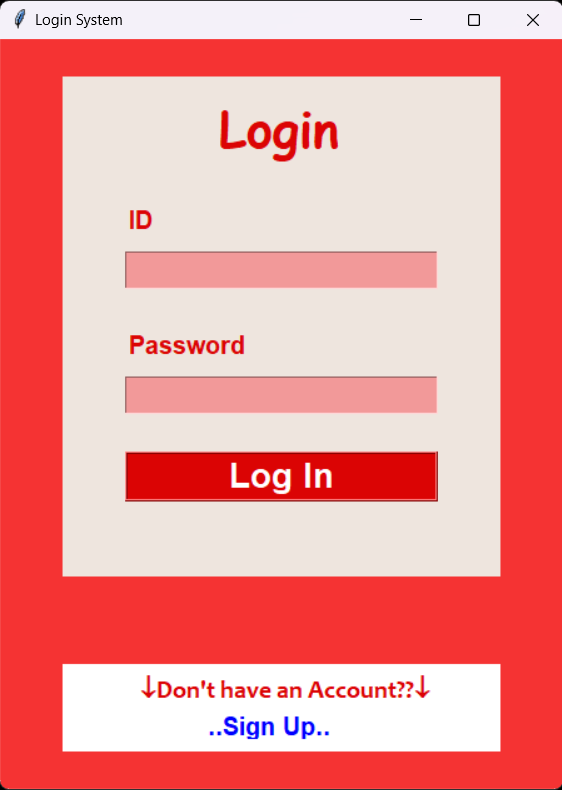 Login System
Login
ID
Password
Log In
↓Don't have an Account??↓
..Sign Up..